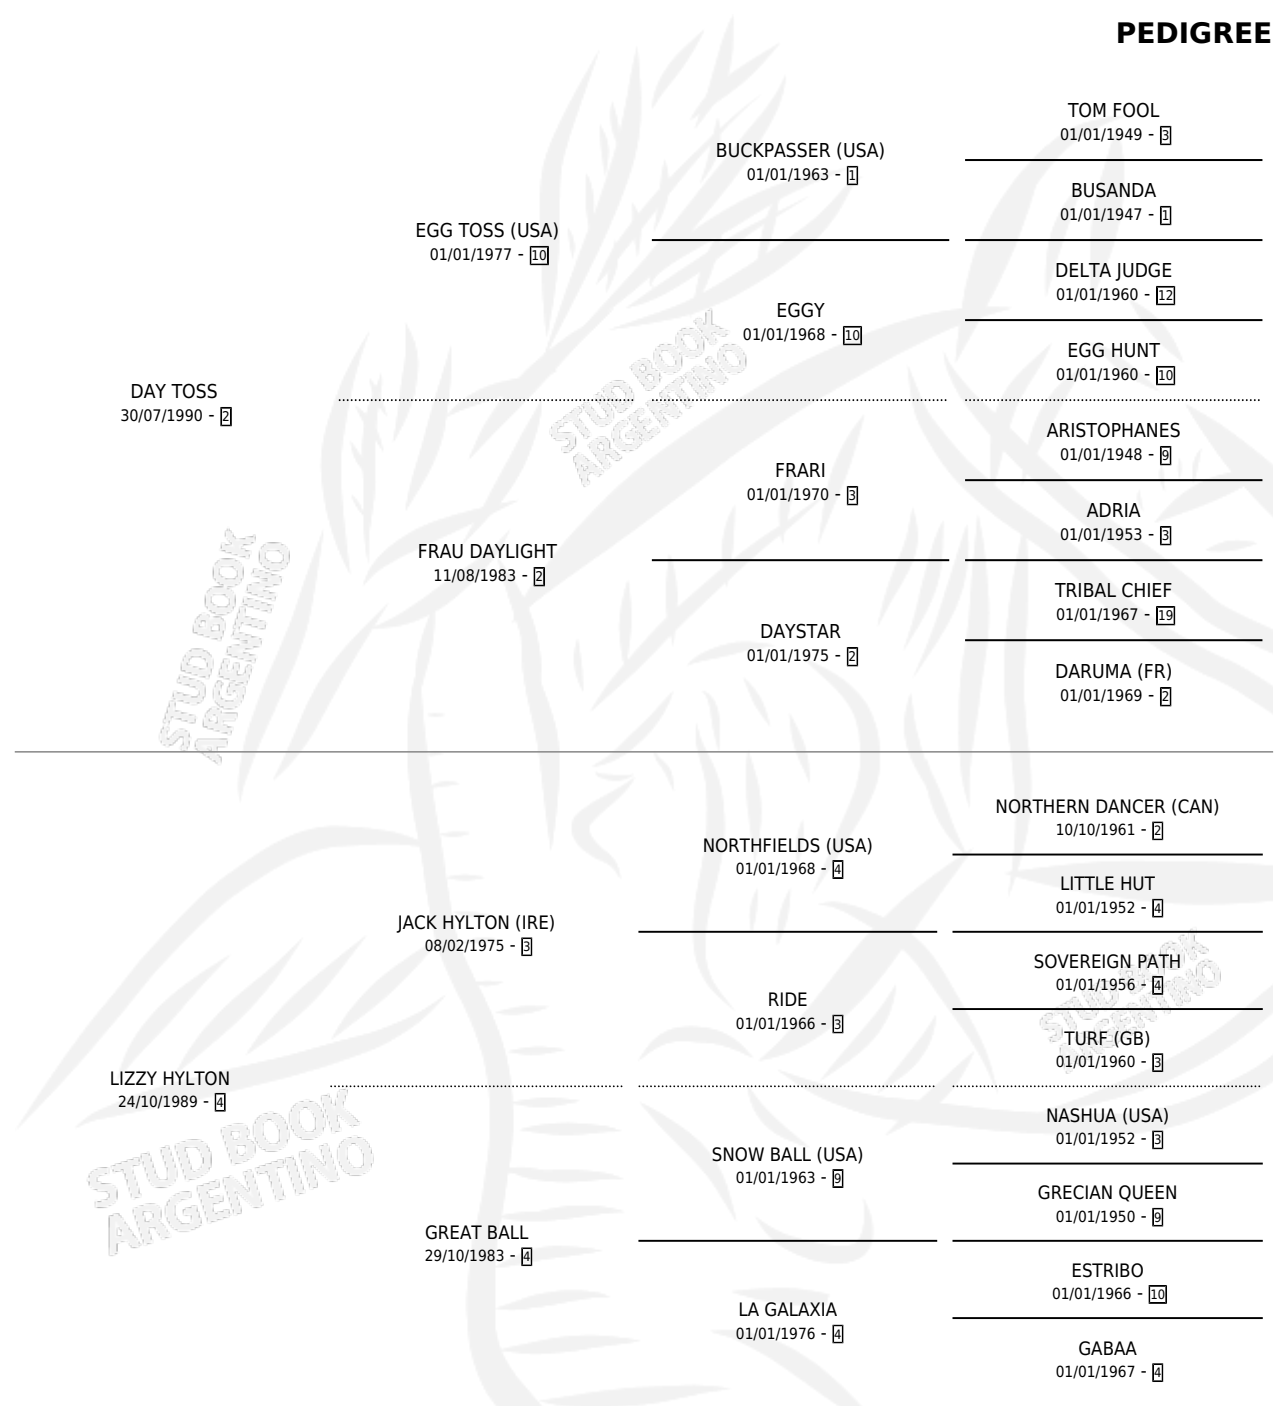 PEDIGREE
TOM FOOL
01/01/1949 - 3
BUCKPASSER (USA)
01/01/1963 - 1
BUSANDA
01/01/1947 - 1
EGG TOSS (USA)
01/01/1977 - 10
DELTA JUDGE
01/01/1960 - 12
EGGY
01/01/1968 - 10
EGG HUNT
01/01/1960 - 10
DAY TOSS
30/07/1990 - 2
ARISTOPHANES
01/01/1948 - 9
FRARI
01/01/1970 - 3
ADRIA
01/01/1953 - 3
FRAU DAYLIGHT
11/08/1983 - 2
TRIBAL CHIEF
01/01/1967 - 19
DAYSTAR
01/01/1975 - 2
DARUMA (FR)
01/01/1969 - 2
NORTHERN DANCER (CAN)
10/10/1961 - 2
NORTHFIELDS (USA)
01/01/1968 - 4
LITTLE HUT
01/01/1952 - 4
JACK HYLTON (IRE)
08/02/1975 - 3
SOVEREIGN PATH
01/01/1956 - 4
RIDE
01/01/1966 - 3
TURF (GB)
01/01/1960 - 3
LIZZY HYLTON
24/10/1989 - 4
NASHUA (USA)
01/01/1952 - 3
SNOW BALL (USA)
01/01/1963 - 9
GRECIAN QUEEN
01/01/1950 - 9
GREAT BALL
29/10/1983 - 4
ESTRIBO
01/01/1966 - 10
LA GALAXIA
01/01/1976 - 4
GABAA
01/01/1967 - 4
STUD BOOK
ARGENTINO
STUD BOOK
ARGENTINO
STUD BOOK
ARGENTINO
STUD BOOK
ARGENTINO